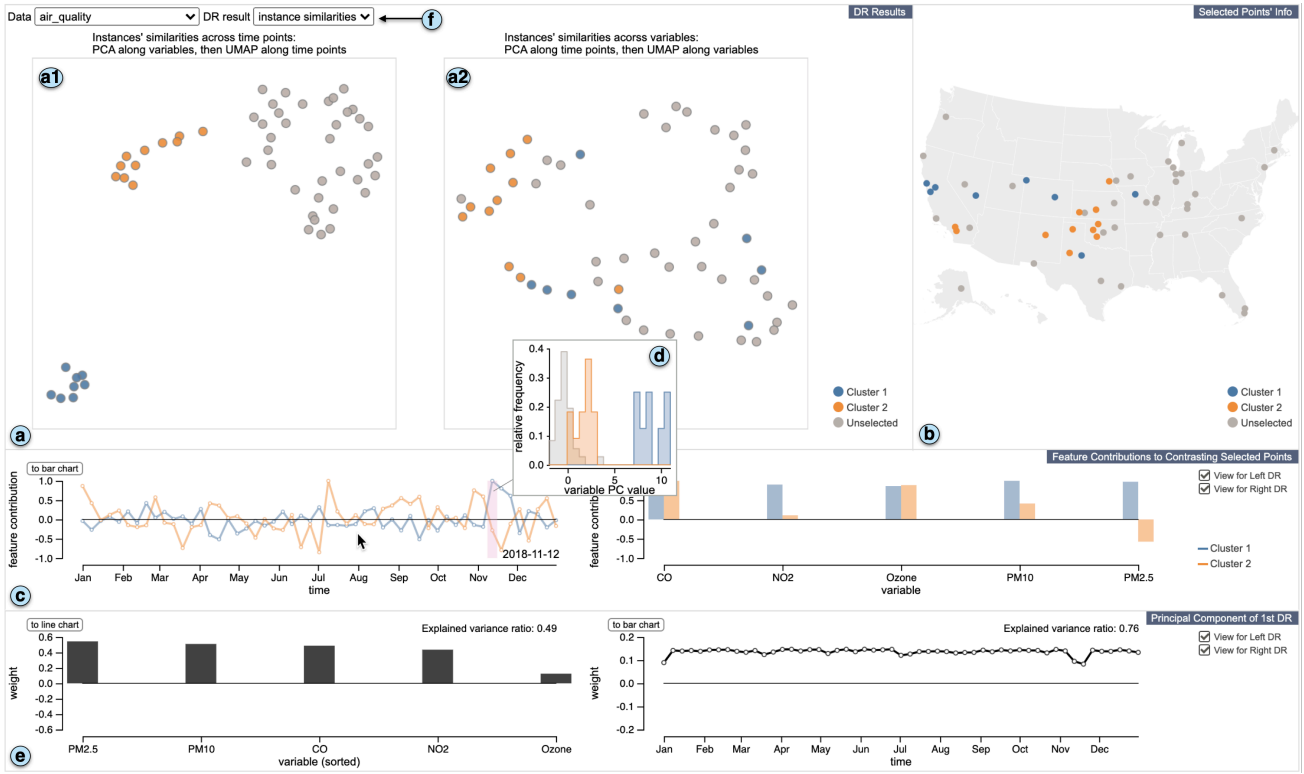 Data air_quality DR result instance similarities f
DR Results
Selected Points' Info
Instances' similarities across time points:
PCA along variables, then UMAP along time points
Instances' similarities acorss variables:
PCA along time points, then UMAP along variables
a1
a2
Cluster 1
Cluster 2
Unselected
a
Cluster 1
Cluster 2
Unselected
b
d
0.4
0.3
0.2
0.1
0.0
relative frequency
0 5 10
variable PC value
Feature Contributions to Contrasting Selected Points
to bar chart
1.0
0.5
0.0
-0.5
-1.0
feature contribution
2018-11-12
Jan Feb Mar Apr May Jun Jul Aug Sep Oct Nov Dec
time
c
0.5
0.0
-0.5
-1.0
feature contrib
CO NO2 Ozone PM10 PM2.5
variable
View for Left DR
View for Right DR
Cluster 1
Cluster 2
Principal Component of 1st DR
to line chart
Explained variance ratio: 0.49
0.6
0.4
0.2
0.0
-0.2
-0.4
-0.6
weight
PM2.5 PM10 CO NO2 Ozone
variable (sorted)
e
to bar chart
Explained variance ratio: 0.76
0.2
0.1
0.0
-0.1
-0.2
weight
Jan Feb Mar Apr May Jun Jul Aug Sep Oct Nov Dec
time
View for Left DR
View for Right DR